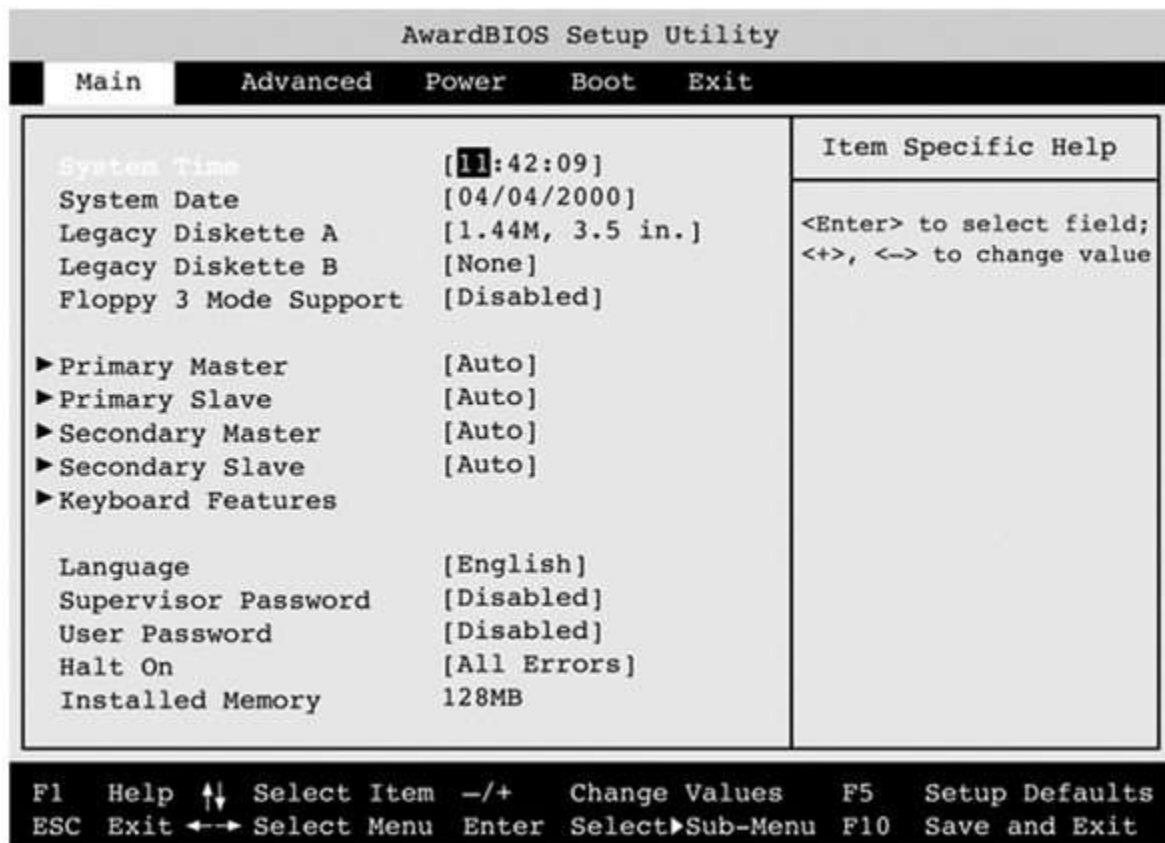 AwardBIOS Setup Utility
Main Advanced Power Boot Exit
System Time [11:42:09]
System Date [04/04/2000]
Legacy Diskette A [1.44M, 3.5 in.]
Legacy Diskette B [None]
Floppy 3 Mode Support [Disabled]
▶Primary Master [Auto]
▶Primary Slave [Auto]
▶Secondary Master [Auto]
▶Secondary Slave [Auto]
▶Keyboard Features
Language [English]
Supervisor Password [Disabled]
User Password [Disabled]
Halt On [All Errors]
Installed Memory 128MB
Item Specific Help
<Enter> to select field;
<+>, <–> to change value
F1 Help ↑↓ Select Item –/+ Change Values F5 Setup Defaults
ESC Exit ←→ Select Menu Enter Select▶Sub-Menu F10 Save and Exit